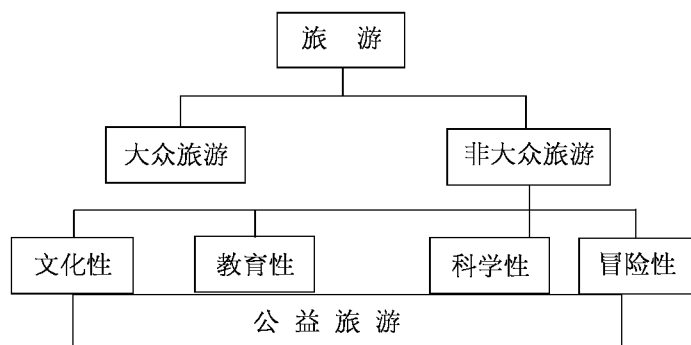 旅 游
大众旅游 非大众旅游
文化性 教育性 科学性 冒险性
公 益 旅 游